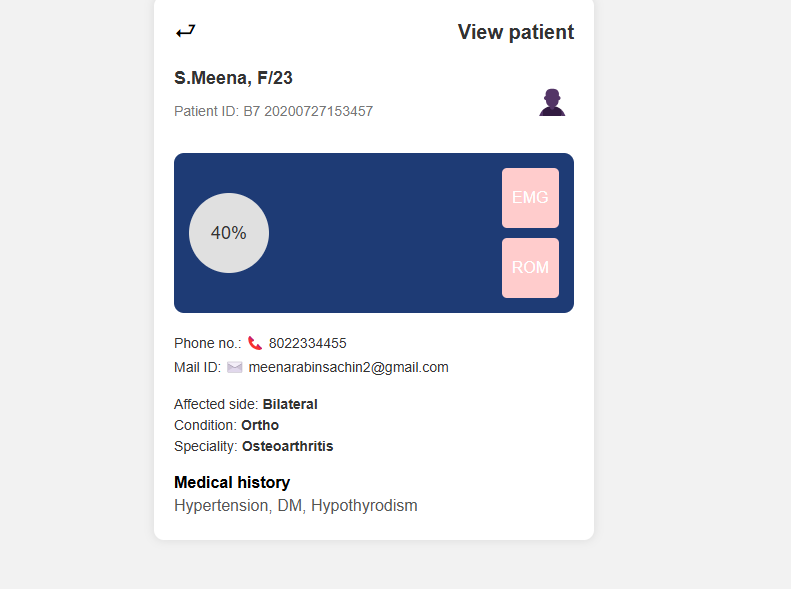 View patient
S.Meena, F/23
Patient ID: B7 20200727153457
40%
EMG
ROM
Phone no.: 📞 8022334455
Mail ID: ✉️ meenarabinsachin2@gmail.com
Affected side: Bilateral
Condition: Ortho
Speciality: Osteoarthritis
Medical history
Hypertension, DM, Hypothyrodism